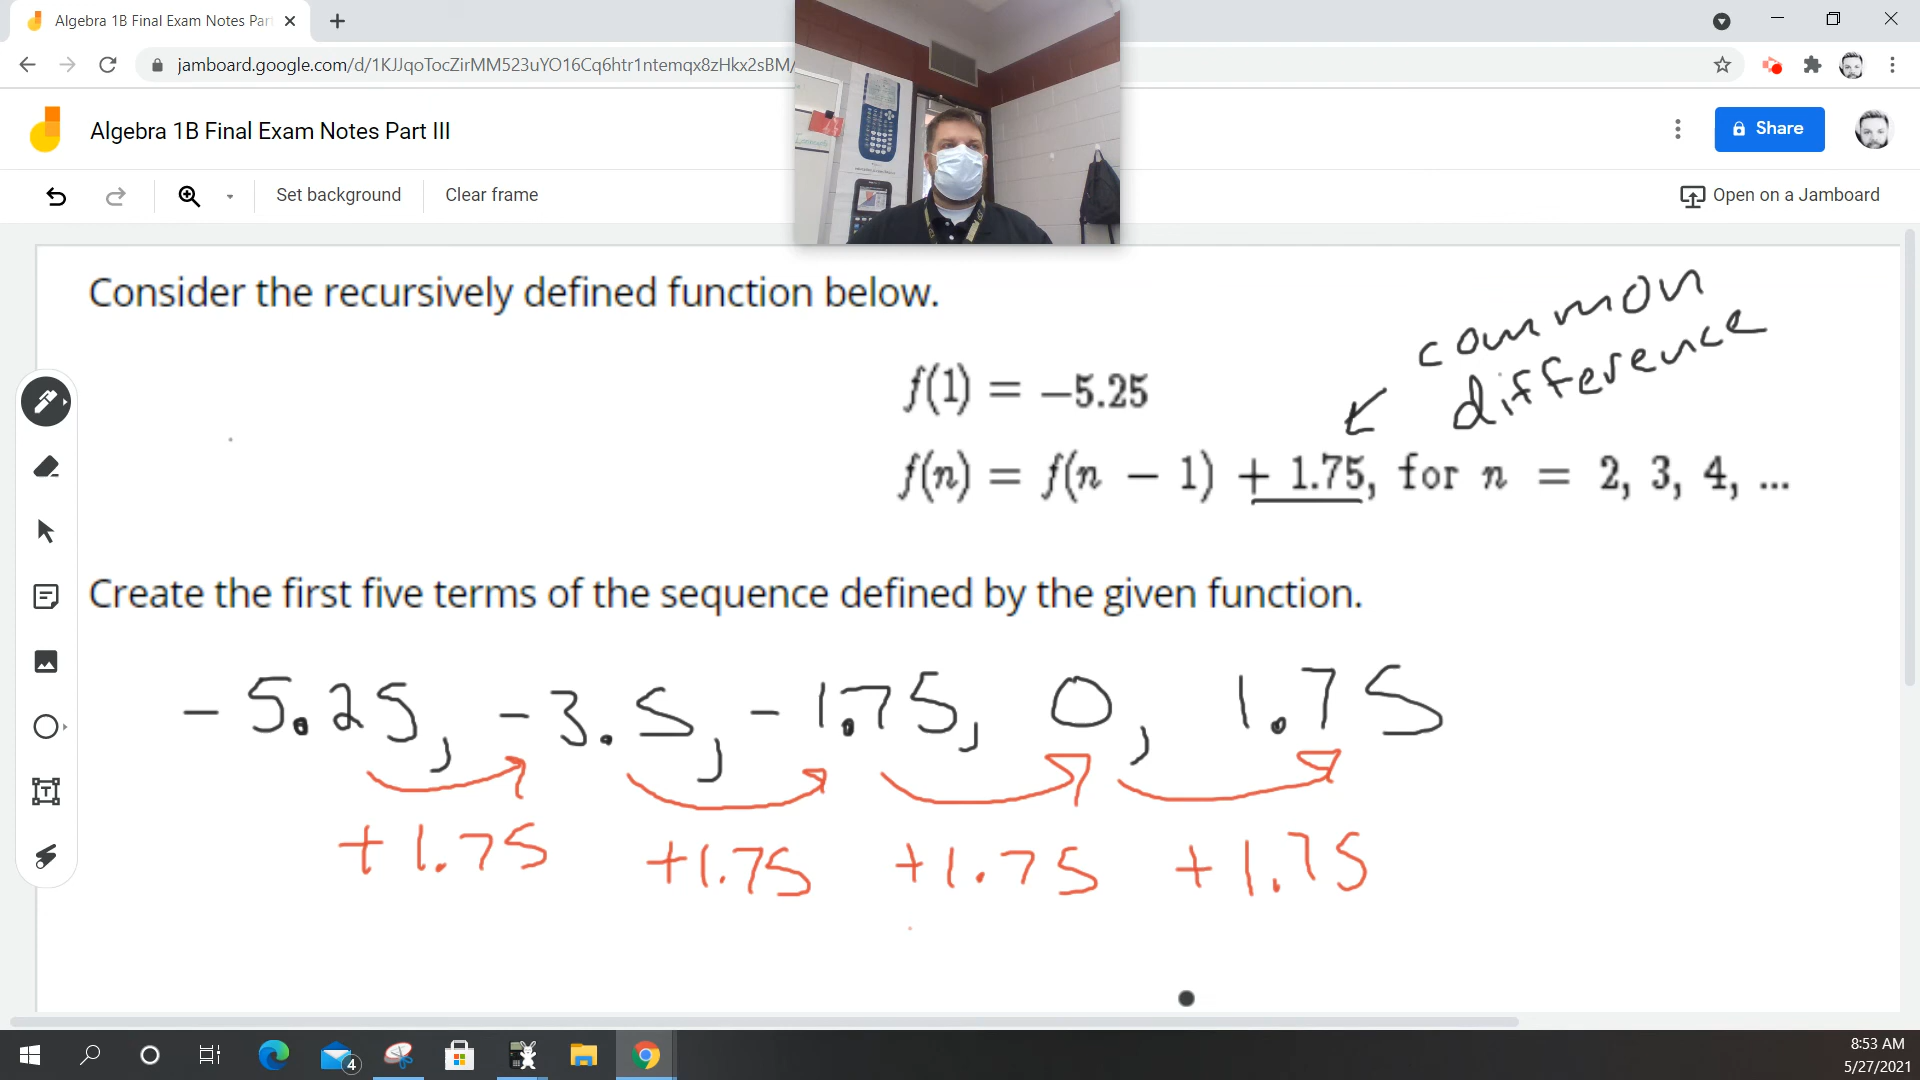 Algebra 1B Final Exam Notes Par
jamboard.google.com/d/1KJJqoTocZirMM523uYO16Cq6htr1ntemqx8zHkx2sBM/
Algebra 1B Final Exam Notes Part III
Share
Set background
Clear frame
Open on a Jamboard
Consider the recursively defined function below.
common
difference
f(1) = −5.25
f(n) = f(n − 1) + 1.75, for n = 2, 3, 4, ...
Create the first five terms of the sequence defined by the given function.
- 5.25, - 3.5, - 1.75, 0, 1.75
+1.75 +1.75 +1.75 +1.75
4
8:53 AM
5/27/2021